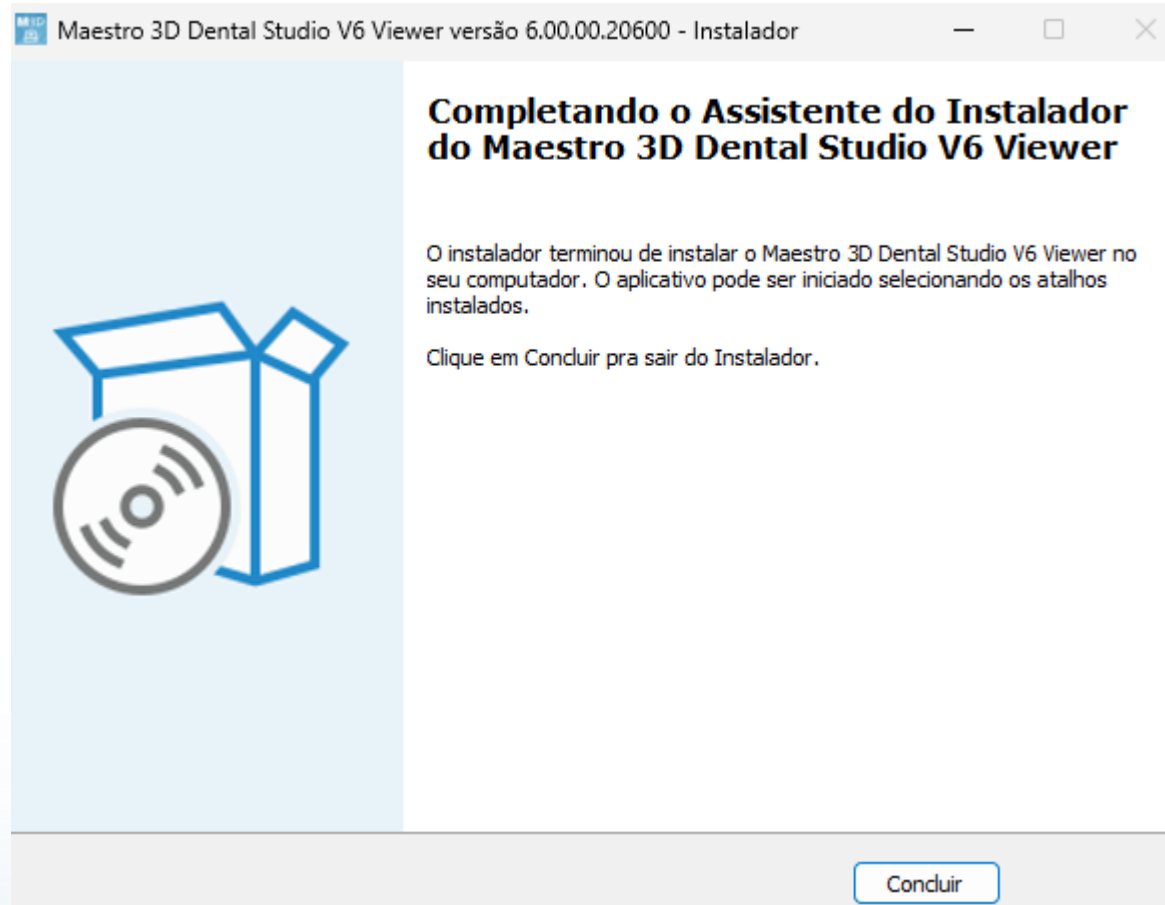 Maestro 3D Dental Studio V6 Viewer versão 6.00.00.20600 - Instalador
Completando o Assistente do Instalador
do Maestro 3D Dental Studio V6 Viewer
O instalador terminou de instalar o Maestro 3D Dental Studio V6 Viewer no
seu computador. O aplicativo pode ser iniciado selecionando os atalhos
instalados.
Clique em Concluir pra sair do Instalador.
Concluir